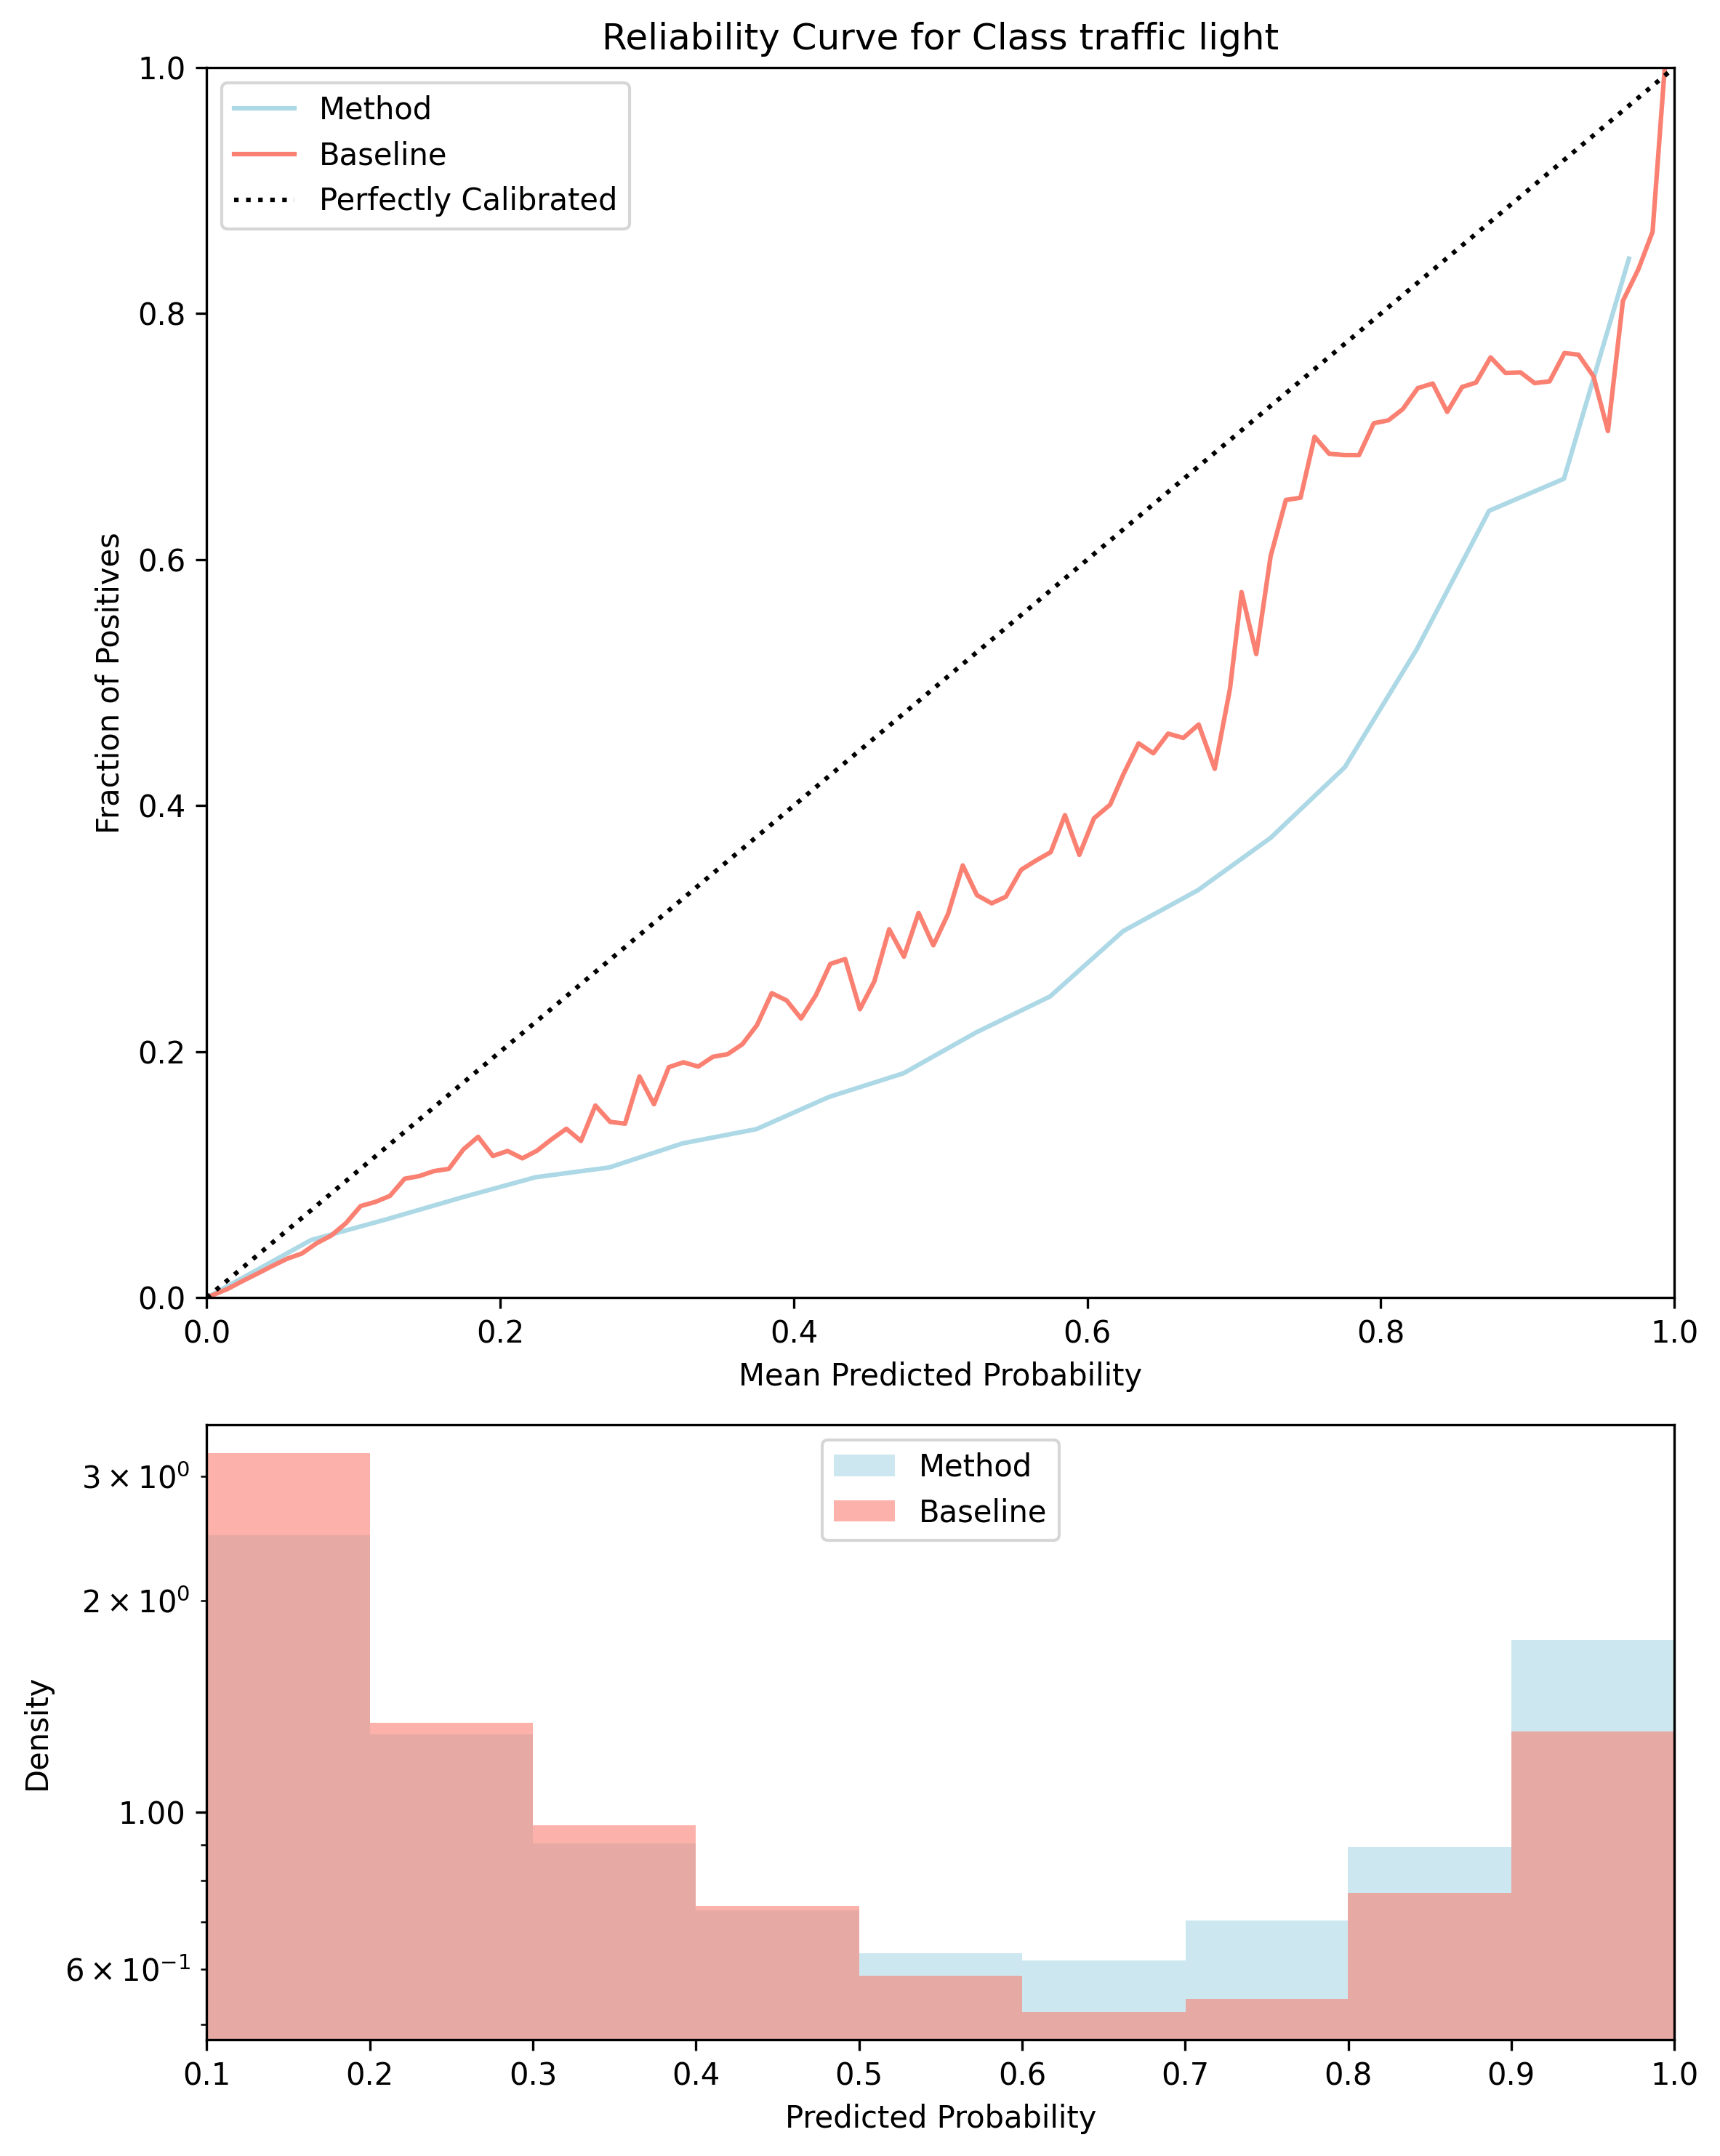 Reliability Curve for Class traffic light
Method
Baseline
Perfectly Calibrated
1.0
0.8
0.6
0.4
0.2
0.0
Fraction of Positives
0.0 0.2 0.4 0.6 0.8 1.0
Mean Predicted Probability
Method
Baseline
3 × 10⁰
2 × 10⁰
1.00
6 × 10⁻¹
Density
0.1 0.2 0.3 0.4 0.5 0.6 0.7 0.8 0.9 1.0
Predicted Probability